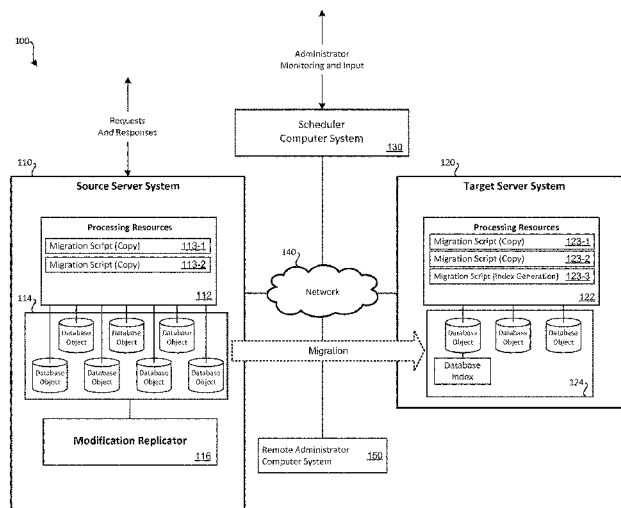 100
Administrator
Monitoring and Input
Requests
And Responses
Scheduler
Computer System
130
110
Source Server System
Processing Resources
Migration Script (Copy) 113-1
Migration Script (Copy) 113-2
112
114
Database Object
Database Object
Database Object
Database Object
Database Object
Database Object
Database Object
Modification Replicator
116
140
Network
Migration
Remote Administrator
Computer System
150
120
Target Server System
Processing Resources
Migration Script (Copy) 123-1
Migration Script (Copy) 123-2
Migration Script (Index Generation) 123-3
122
Database Object
Database Object
Database Object
Database
Index
124